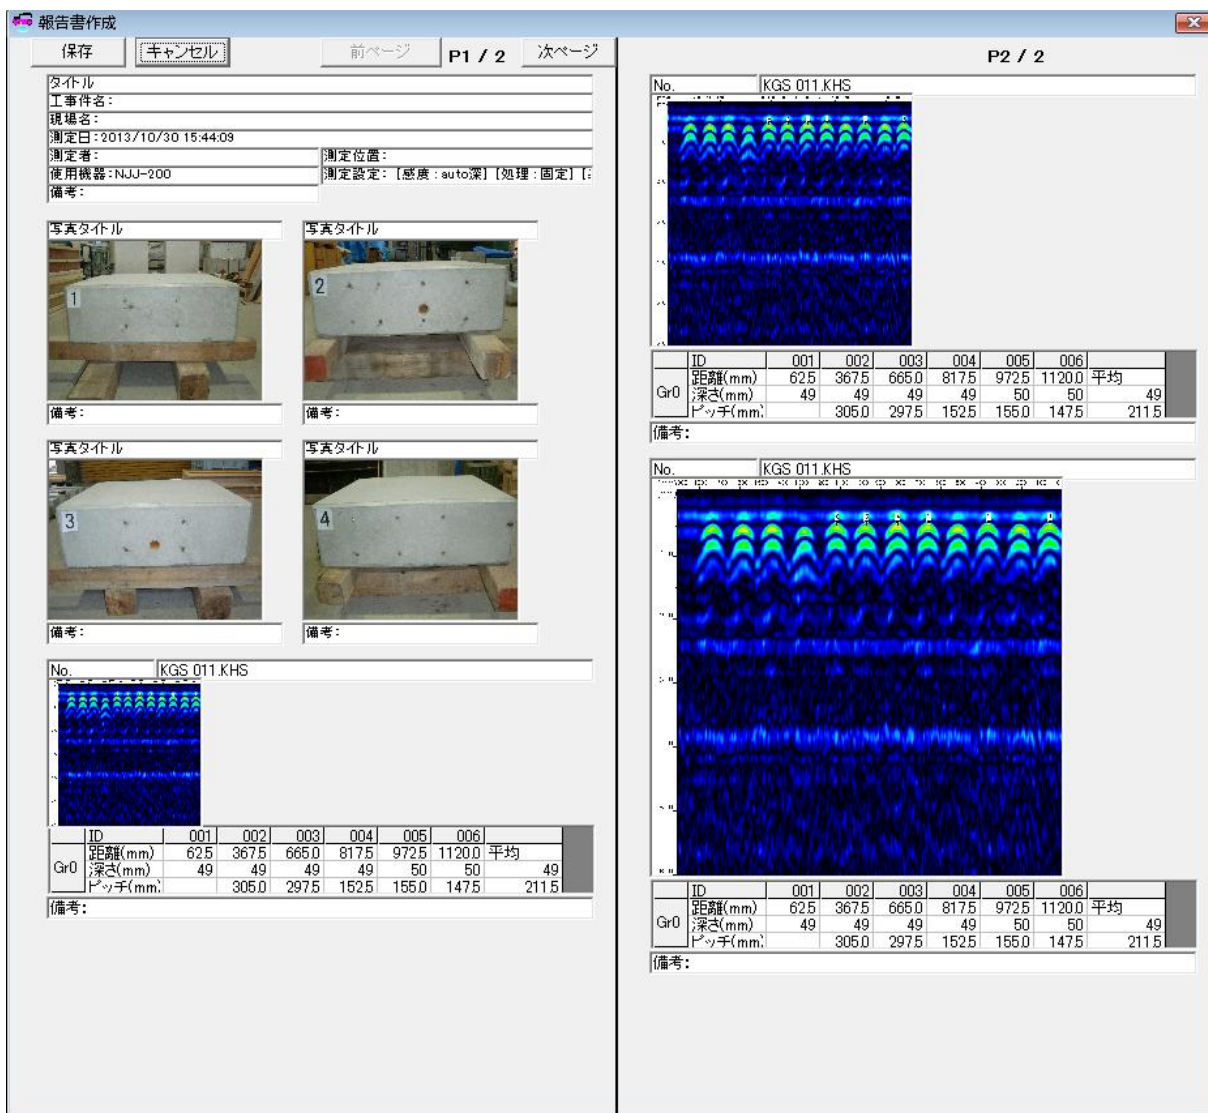 報告書作成
保存 キャンセル 前ページ P1 / 2 次ページ
タイトル
工事件名:
現場名:
測定日:2013/10/30 15:44:09
測定者: 測定位置:
使用機器:NJJ-200 測定設定: [感度:auto深] [処理:固定]
備考:
写真タイトル 写真タイトル
1 2
備考: 備考:
写真タイトル 写真タイトル
3 4
備考: 備考:
No. KGS 011.KHS
ID 001 002 003 004 005 006
距離(mm) 62.5 367.5 665.0 817.5 972.5 1120.0 平均
Gr0 深さ(mm) 49 49 49 49 50 50 49
ピッチ(mm) 305.0 297.5 152.5 155.0 147.5 211.5
備考:
P2 / 2
No. KGS 011.KHS
ID 001 002 003 004 005 006
距離(mm) 62.5 367.5 665.0 817.5 972.5 1120.0 平均
Gr0 深さ(mm) 49 49 49 49 50 50 49
ピッチ(mm) 305.0 297.5 152.5 155.0 147.5 211.5
備考:
No. KGS 011.KHS
ID 001 002 003 004 005 006
距離(mm) 62.5 367.5 665.0 817.5 972.5 1120.0 平均
Gr0 深さ(mm) 49 49 49 49 50 50 49
ピッチ(mm) 305.0 297.5 152.5 155.0 147.5 211.5
備考: